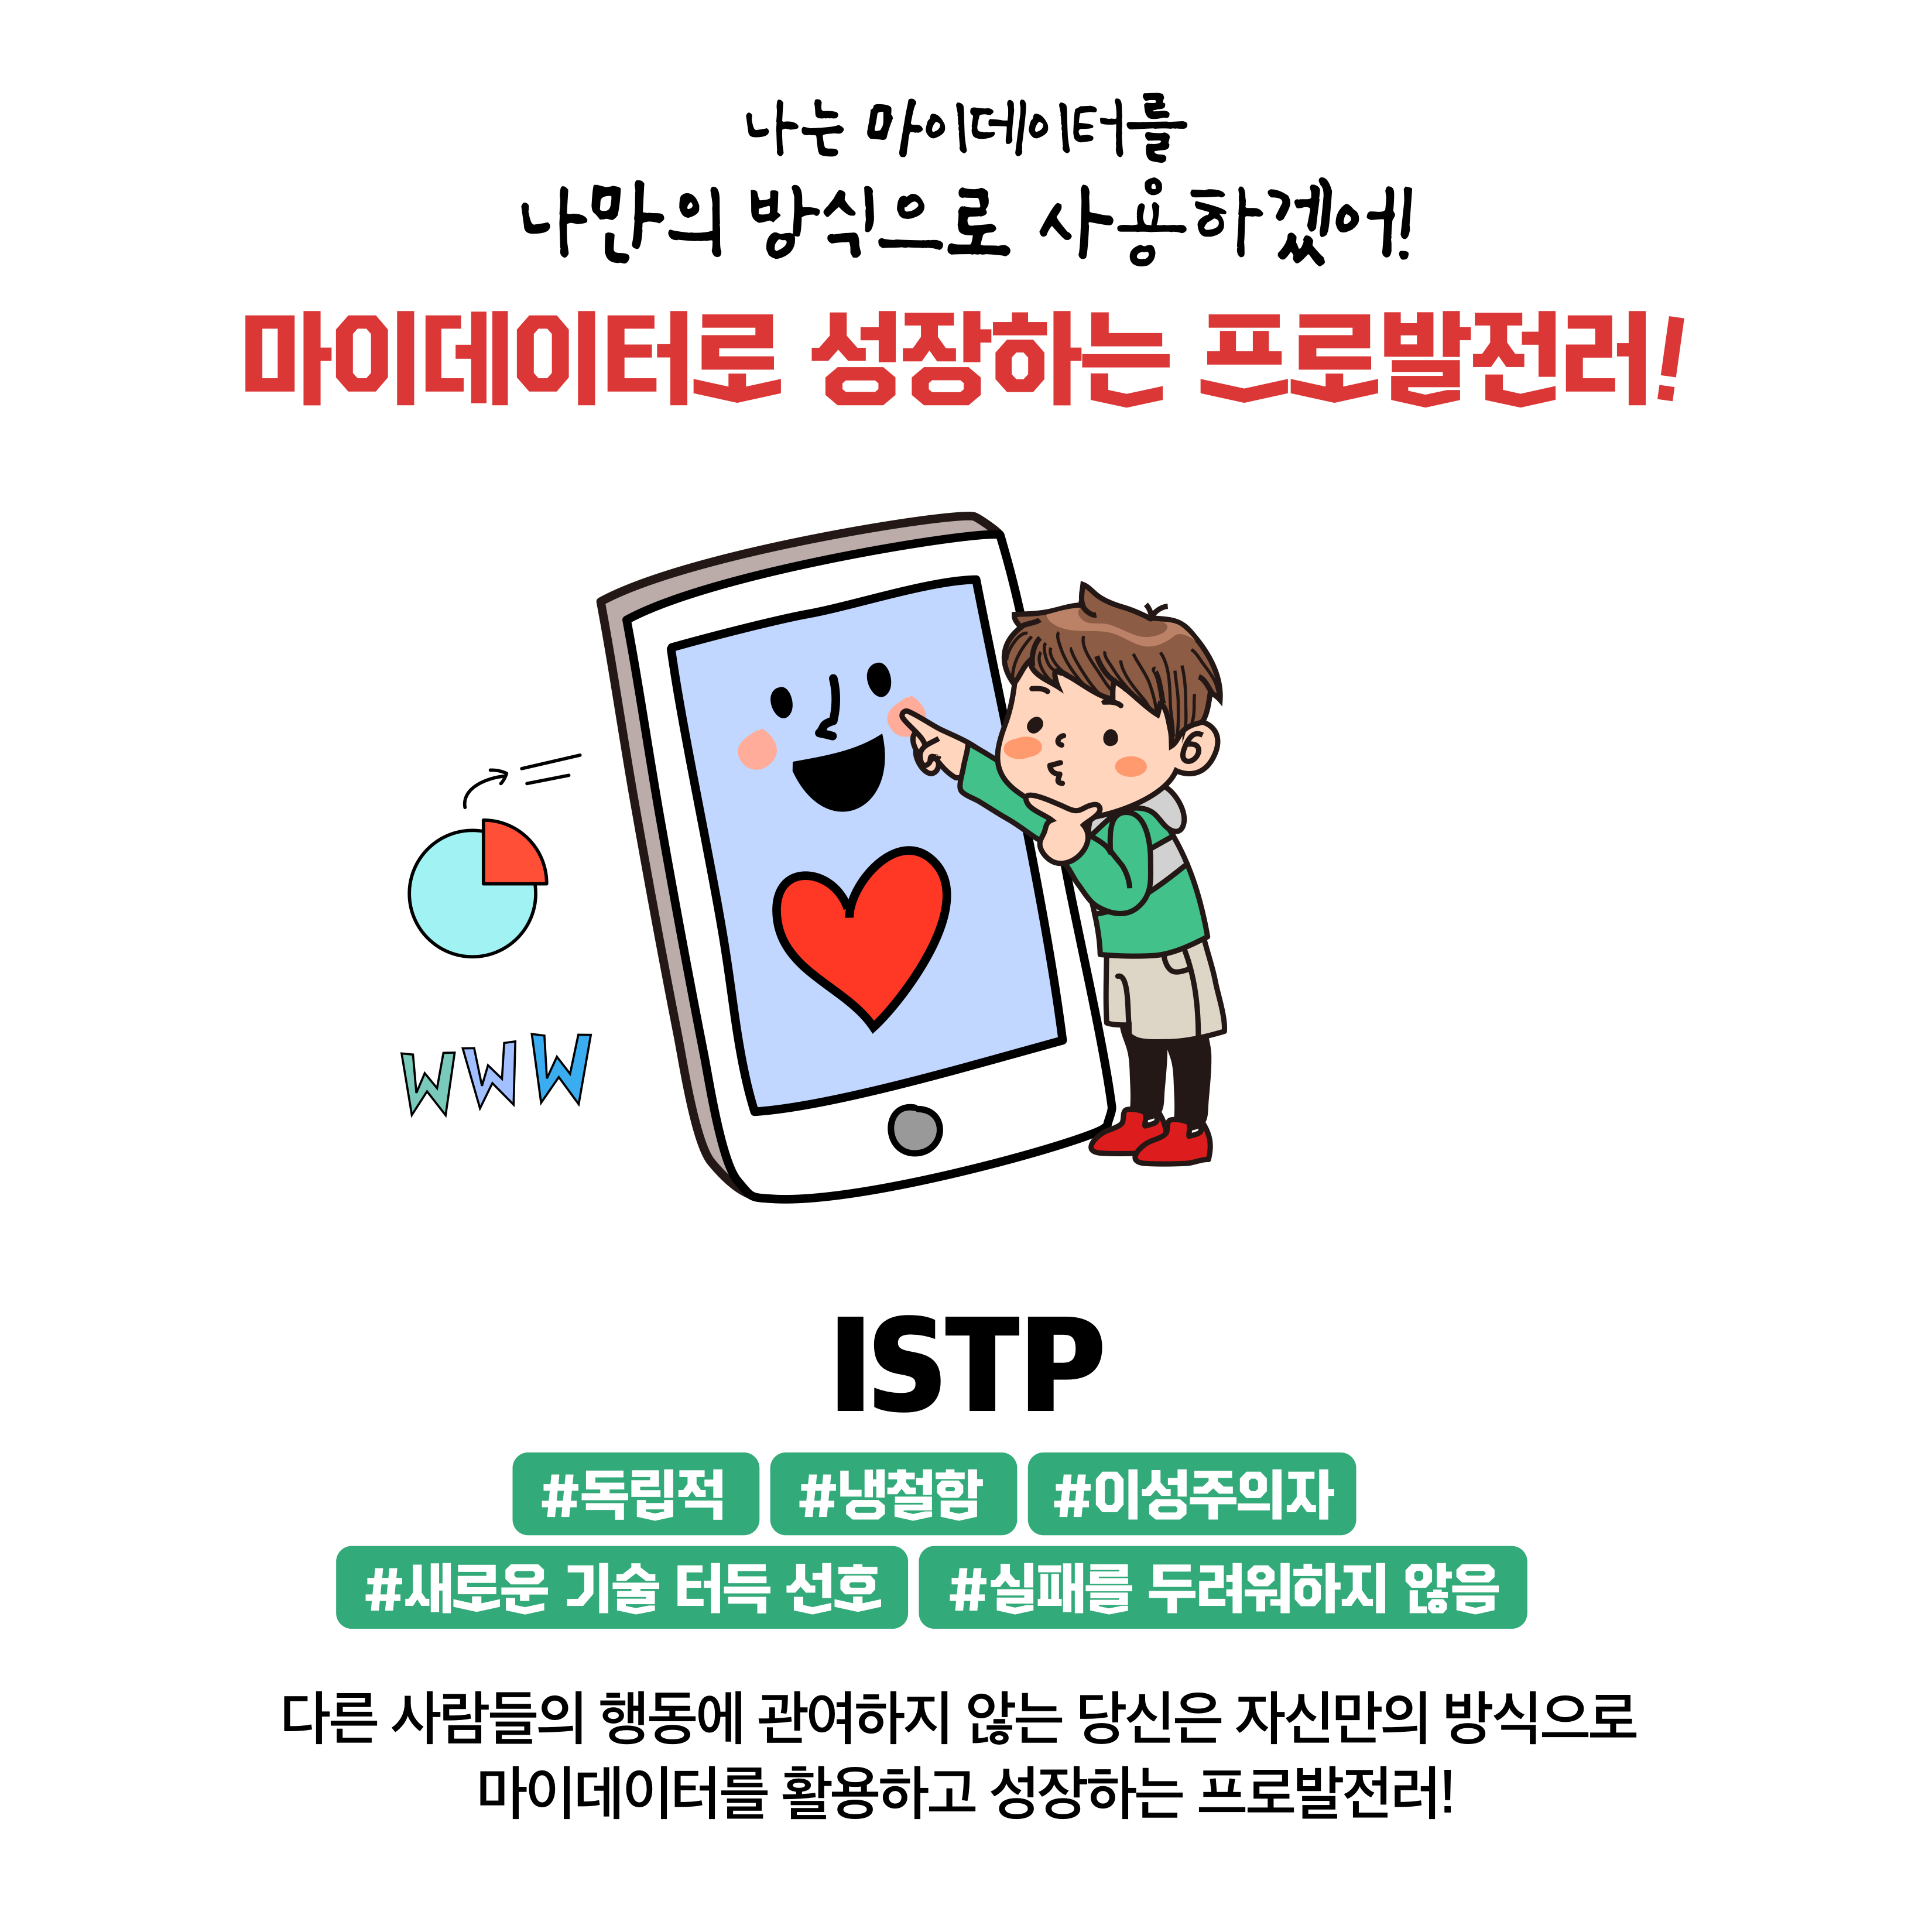 나는 마이데이터를
나만의 방식으로 사용하겠어!
마이데이터로 성장하는 프로발전러!
W W W
ISTP
#독립적 #냉철함 #이성주의자
#새로운 기술 터득 선호 #실패를 두려워하지 않음
다른 사람들의 행동에 관여하지 않는 당신은 자신만의 방식으로
마이데이터를 활용하고 성장하는 프로발전러!